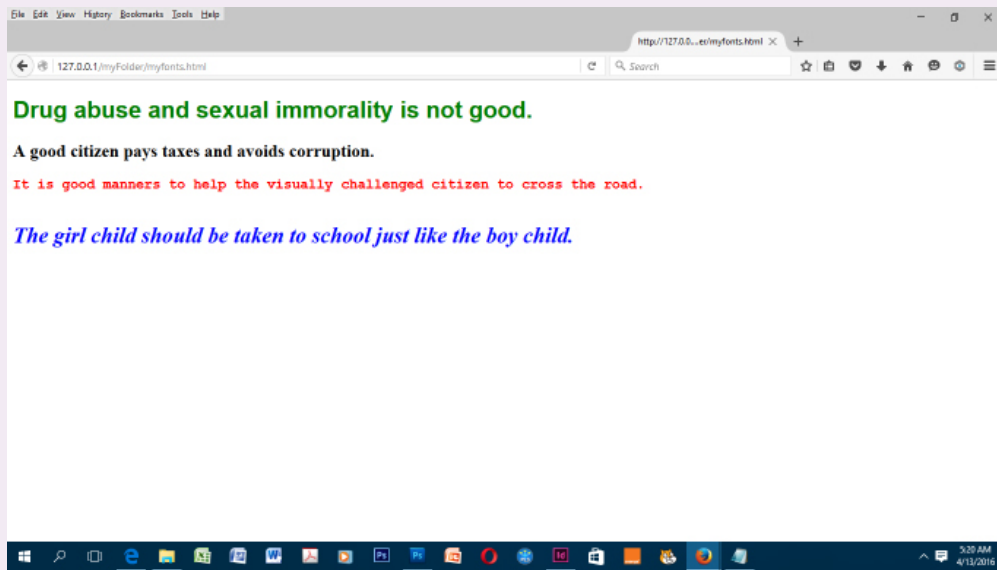 File Edit View History Bookmarks Tools Help
http://127.0.0....er/myfonts.html
127.0.0.1/myFolder/myfonts.html
Search
Drug abuse and sexual immorality is not good.
A good citizen pays taxes and avoids corruption.
It is good manners to help the visually challenged citizen to cross the road.
The girl child should be taken to school just like the boy child.
Ps
Id
5:20 AM
4/13/2016